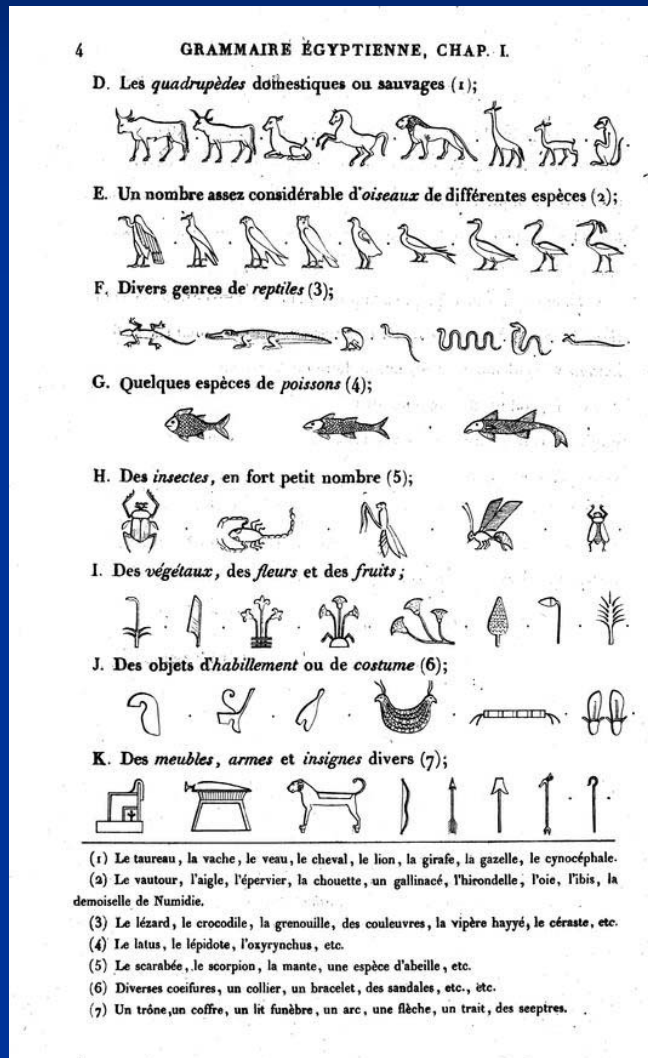 4 GRAMMAIRE ÉGYPTIENNE, CHAP. I.
D. Les quadrupèdes domestiques ou sauvages (1);
E. Un nombre assez considérable d'oiseaux de différentes espèces (2);
F. Divers genres de reptiles (3);
G. Quelques espèces de poissons (4);
H. Des insectes, en fort petit nombre (5);
I. Des végétaux, des fleurs et des fruits;
J. Des objets d'habillement ou de costume (6);
K. Des meubles, armes et insignes divers (7);
(1) Le taureau, la vache, le veau, le cheval, le lion, la girafe, la gazelle, le cynocéphale.
(2) Le vautour, l'aigle, l'épervier, la chouette, un gallinacé, l'hirondelle, l'oie, l'ibis, la
demoiselle de Numidie.
(3) Le lézard, le crocodile, la grenouille, des couleuvres, la vipère hayyé, le céraste, etc.
(4) Le latus, le lépidote, l'oxyrynchus, etc.
(5) Le scarabée, le scorpion, la mante, une espèce d'abeille, etc.
(6) Diverses coeifures, un collier, un bracelet, des sandales, etc., etc.
(7) Un trône, un coffre, un lit funèbre, un arc, une flèche, un trait, des sceptres.